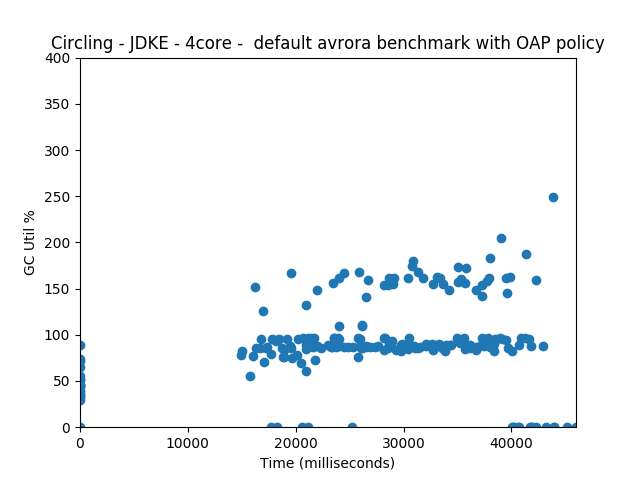 Circling - JDKE - 4core -  default avrora benchmark with OAP policy
400
350
300
250
200
150
100
50
0
GC Util %
0 10000 20000 30000 40000
Time (milliseconds)